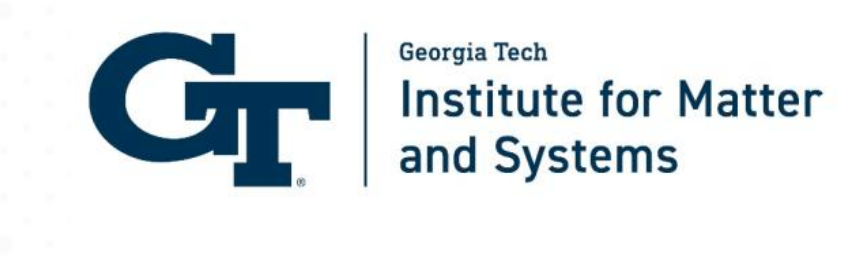 GT
®
Georgia Tech
Institute for Matter
and Systems